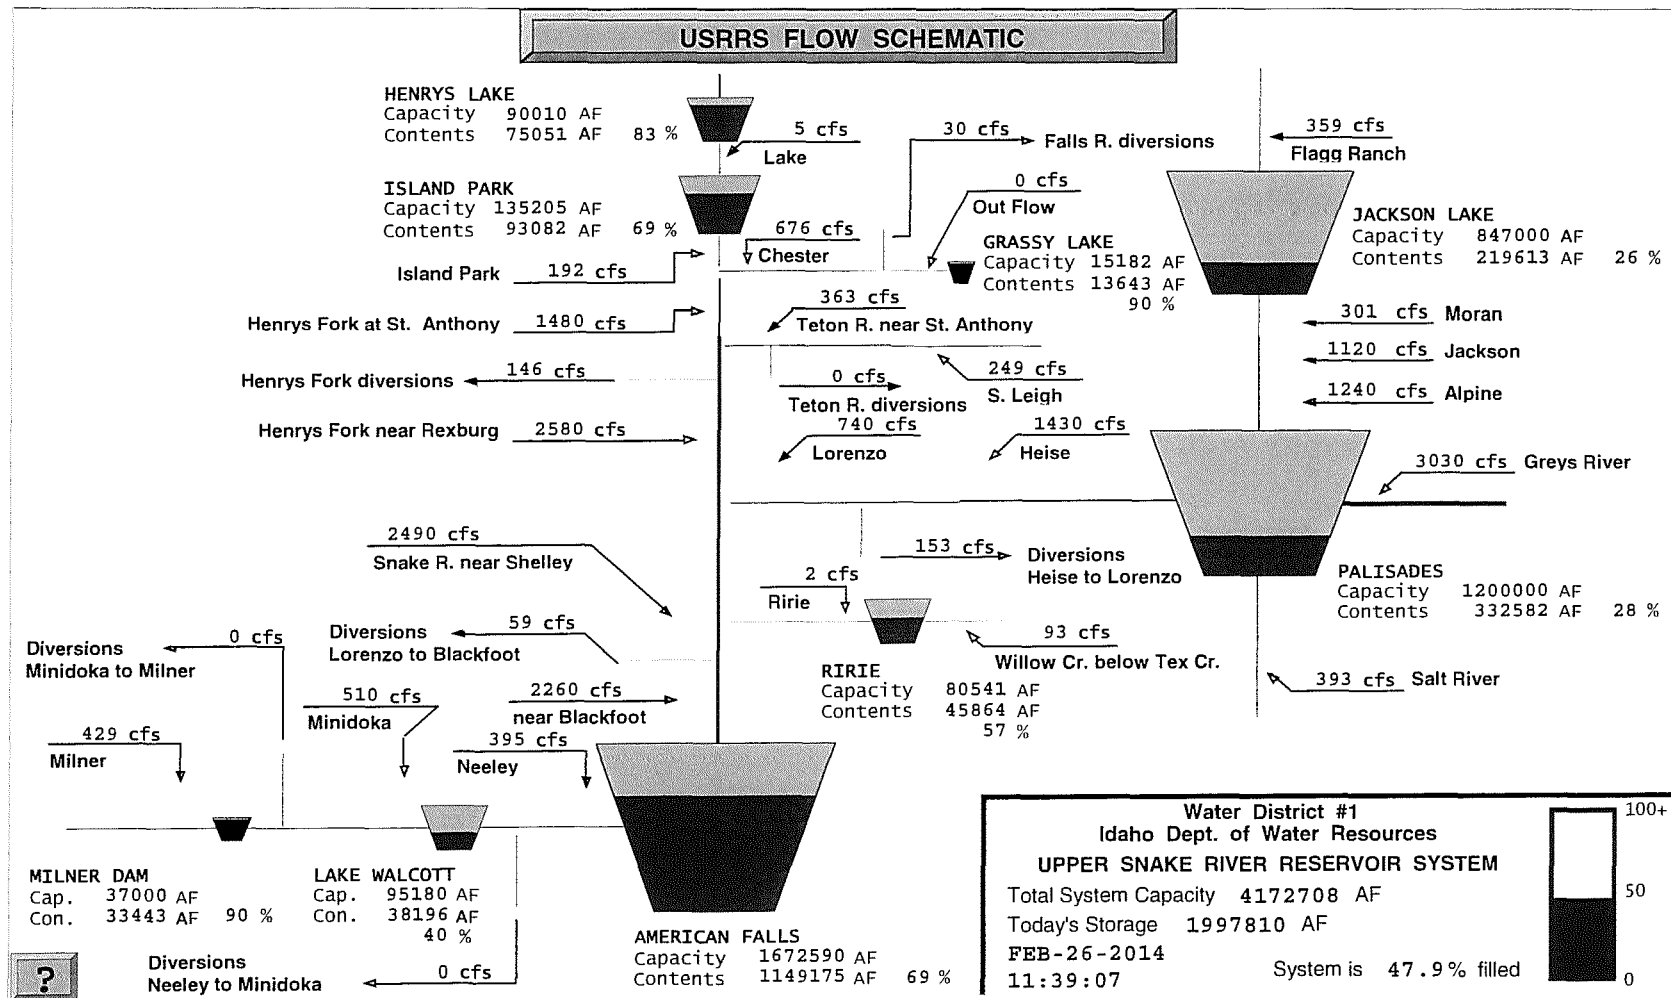 USRRS FLOW SCHEMATIC
HENRYS LAKE
Capacity 90010 AF
Contents 75051 AF 83 %
5 cfs
Lake
30 cfs
Falls R. diversions
359 cfs
Flagg Ranch
ISLAND PARK
Capacity 135205 AF
Contents 93082 AF 69 %
0 cfs
Out Flow
676 cfs
Chester
GRASSY LAKE
Capacity 15182 AF
Contents 13643 AF
90 %
JACKSON LAKE
Capacity 847000 AF
Contents 219613 AF 26 %
Island Park 192 cfs
Henrys Fork at St. Anthony 1480 cfs
363 cfs
Teton R. near St. Anthony
301 cfs Moran
1120 cfs Jackson
1240 cfs Alpine
Henrys Fork diversions 146 cfs
0 cfs
Teton R. diversions
249 cfs
S. Leigh
Henrys Fork near Rexburg 2580 cfs
740 cfs
Lorenzo
1430 cfs
Heise
3030 cfs Greys River
2490 cfs
Snake R. near Shelley
153 cfs
Diversions
Heise to Lorenzo
2 cfs
Ririe
PALISADES
Capacity 1200000 AF
Contents 332582 AF 28 %
Diversions
Minidoka to Milner
0 cfs
Diversions
Lorenzo to Blackfoot
59 cfs
93 cfs
Willow Cr. below Tex Cr.
RIRIE
Capacity 80541 AF
Contents 45864 AF
57 %
393 cfs Salt River
510 cfs
Minidoka
2260 cfs
near Blackfoot
429 cfs
Milner
395 cfs
Neeley
MILNER DAM
Cap. 37000 AF
Con. 33443 AF 90 %
LAKE WALCOTT
Cap. 95180 AF
Con. 38196 AF
40 %
AMERICAN FALLS
Capacity 1672590 AF
Contents 1149175 AF 69 %
?
Diversions
Neeley to Minidoka
0 cfs
Water District #1
Idaho Dept. of Water Resources
UPPER SNAKE RIVER RESERVOIR SYSTEM
Total System Capacity 4172708 AF
Today's Storage 1997810 AF
FEB-26-2014
11:39:07
System is 47.9% filled
100+
50
0